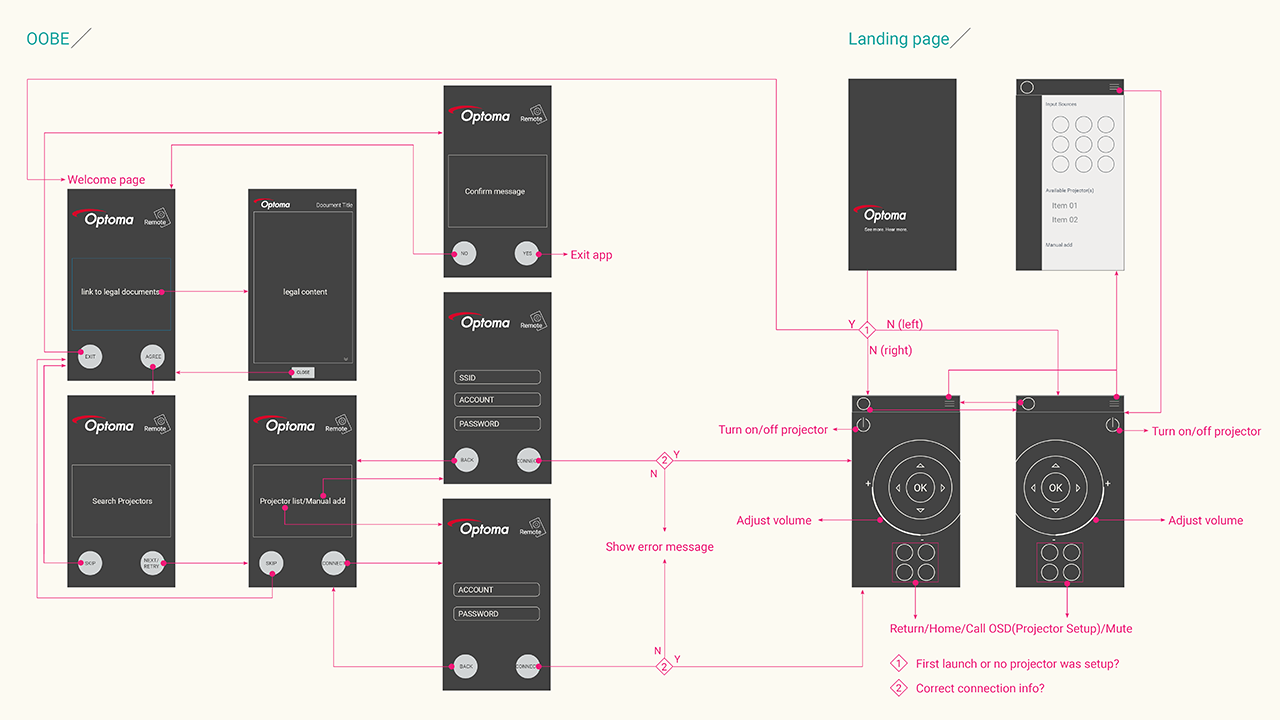 OOBE
Landing page
Welcome page
Optoma
Remote
link to legal documents
EXIT
AGREE
Optoma
Document Title
legal content
CLOSE
Optoma
Remote
Confirm message
NO
YES
Exit app
Optoma
Remote
Search Projectors
SKIP
NEXT/
RETRY
Optoma
Remote
Projector list/Manual add
SKIP
CONNECT
Optoma
Remote
SSID
ACCOUNT
PASSWORD
BACK
CONNECT
Optoma
Remote
ACCOUNT
PASSWORD
BACK
CONNECT
2
Y
N
Show error message
N
2
Y
Optoma
See more. Hear more.
Input Sources
Available Projector(s)
Item 01
Item 02
Manual add
Y
1
N (left)
N (right)
Turn on/off projector
+
OK
-
Adjust volume
Turn on/off projector
OK
+
-
Adjust volume
Return/Home/Call OSD(Projector Setup)/Mute
1 First launch or no projector was setup?
2 Correct connection info?